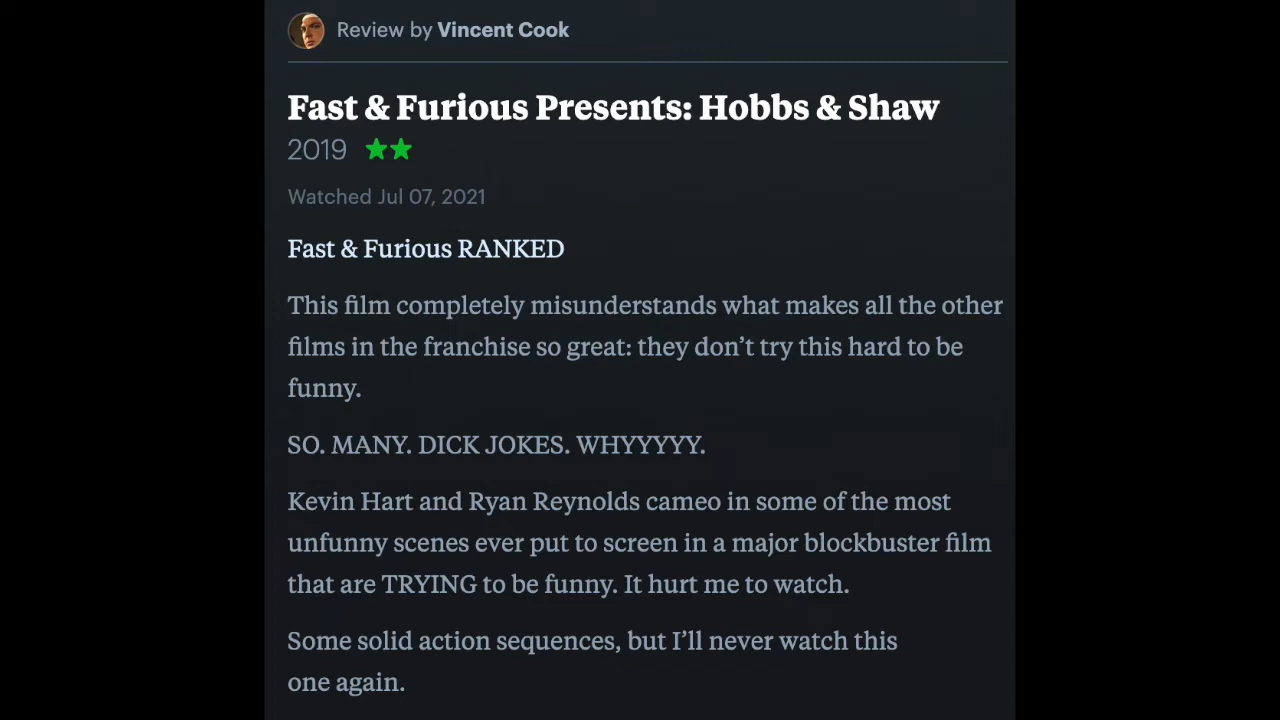 Review by Vincent Cook
Fast & Furious Presents: Hobbs & Shaw
2019 ★★
Watched Jul 07, 2021
Fast & Furious RANKED
This film completely misunderstands what makes all the other
films in the franchise so great: they don’t try this hard to be
funny.
SO. MANY. DICK JOKES. WHYYYYY.
Kevin Hart and Ryan Reynolds cameo in some of the most
unfunny scenes ever put to screen in a major blockbuster film
that are TRYING to be funny. It hurt me to watch.
Some solid action sequences, but I’ll never watch this
one again.